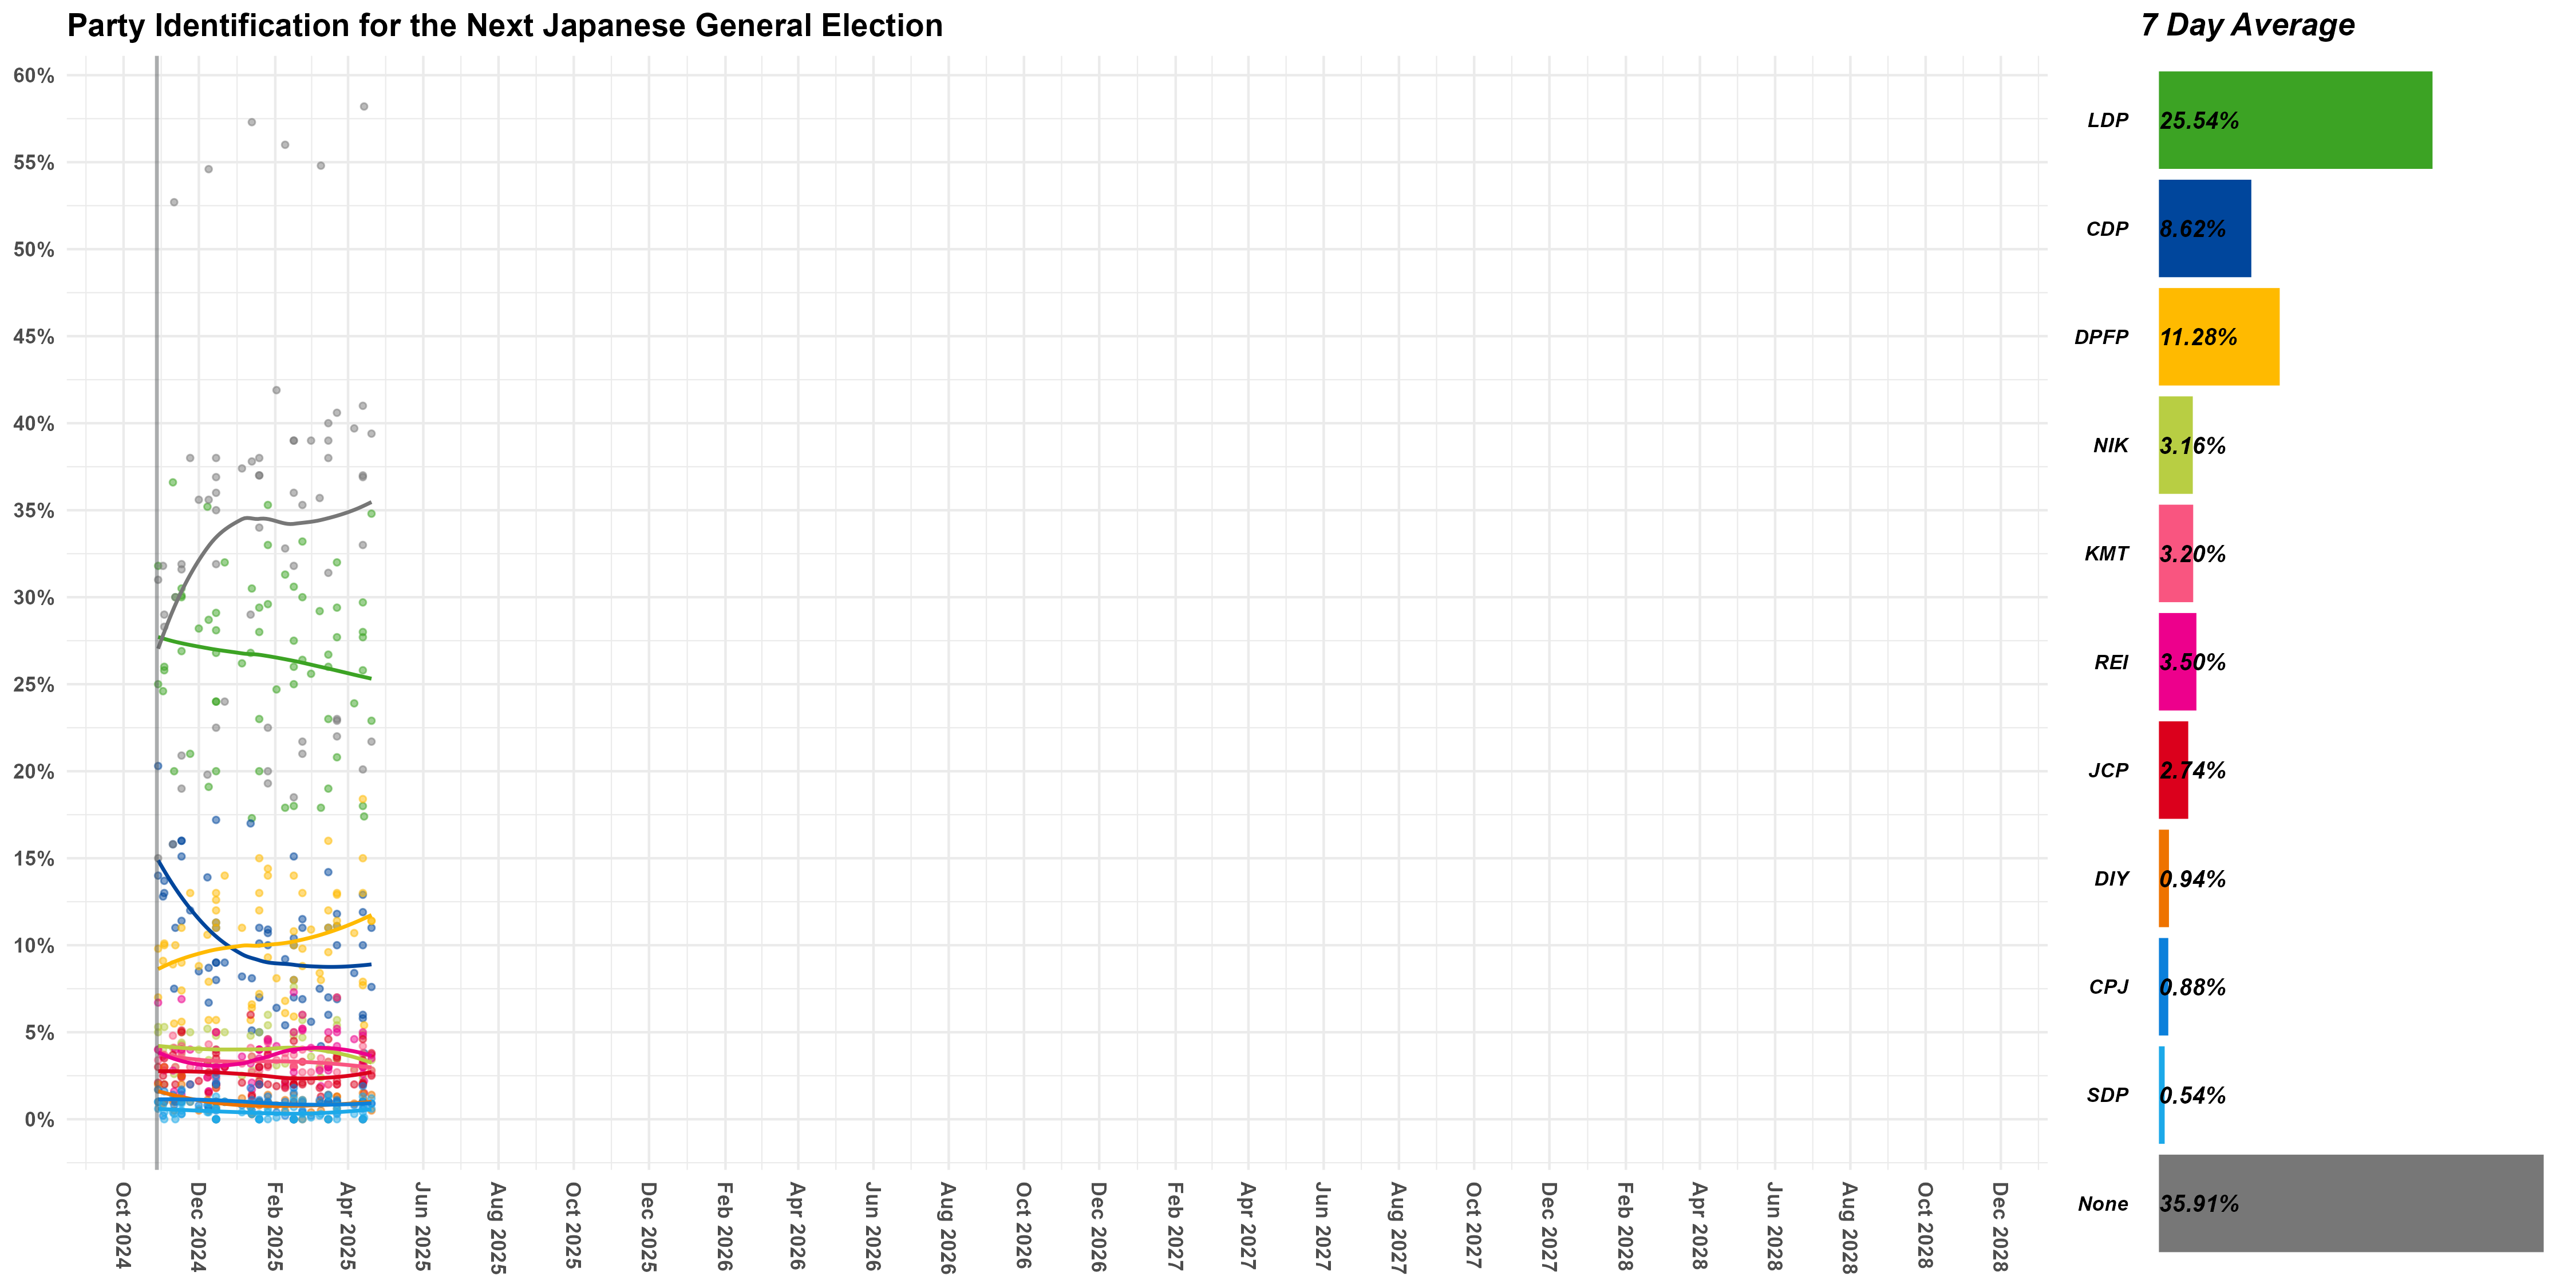 Party Identification for the Next Japanese General Election
60%
55%
50%
45%
40%
35%
30%
25%
20%
15%
10%
5%
0%
Oct 2024
Dec 2024
Feb 2025
Apr 2025
Jun 2025
Aug 2025
Oct 2025
Dec 2025
Feb 2026
Apr 2026
Jun 2026
Aug 2026
Oct 2026
Dec 2026
Feb 2027
Apr 2027
Jun 2027
Aug 2027
Oct 2027
Dec 2027
Feb 2028
Apr 2028
Jun 2028
Aug 2028
Oct 2028
Dec 2028
7 Day Average
LDP 25.54%
CDP 8.62%
DPFP 11.28%
NIK 3.16%
KMT 3.20%
REI 3.50%
JCP 2.74%
DIY 0.94%
CPJ 0.88%
SDP 0.54%
None 35.91%